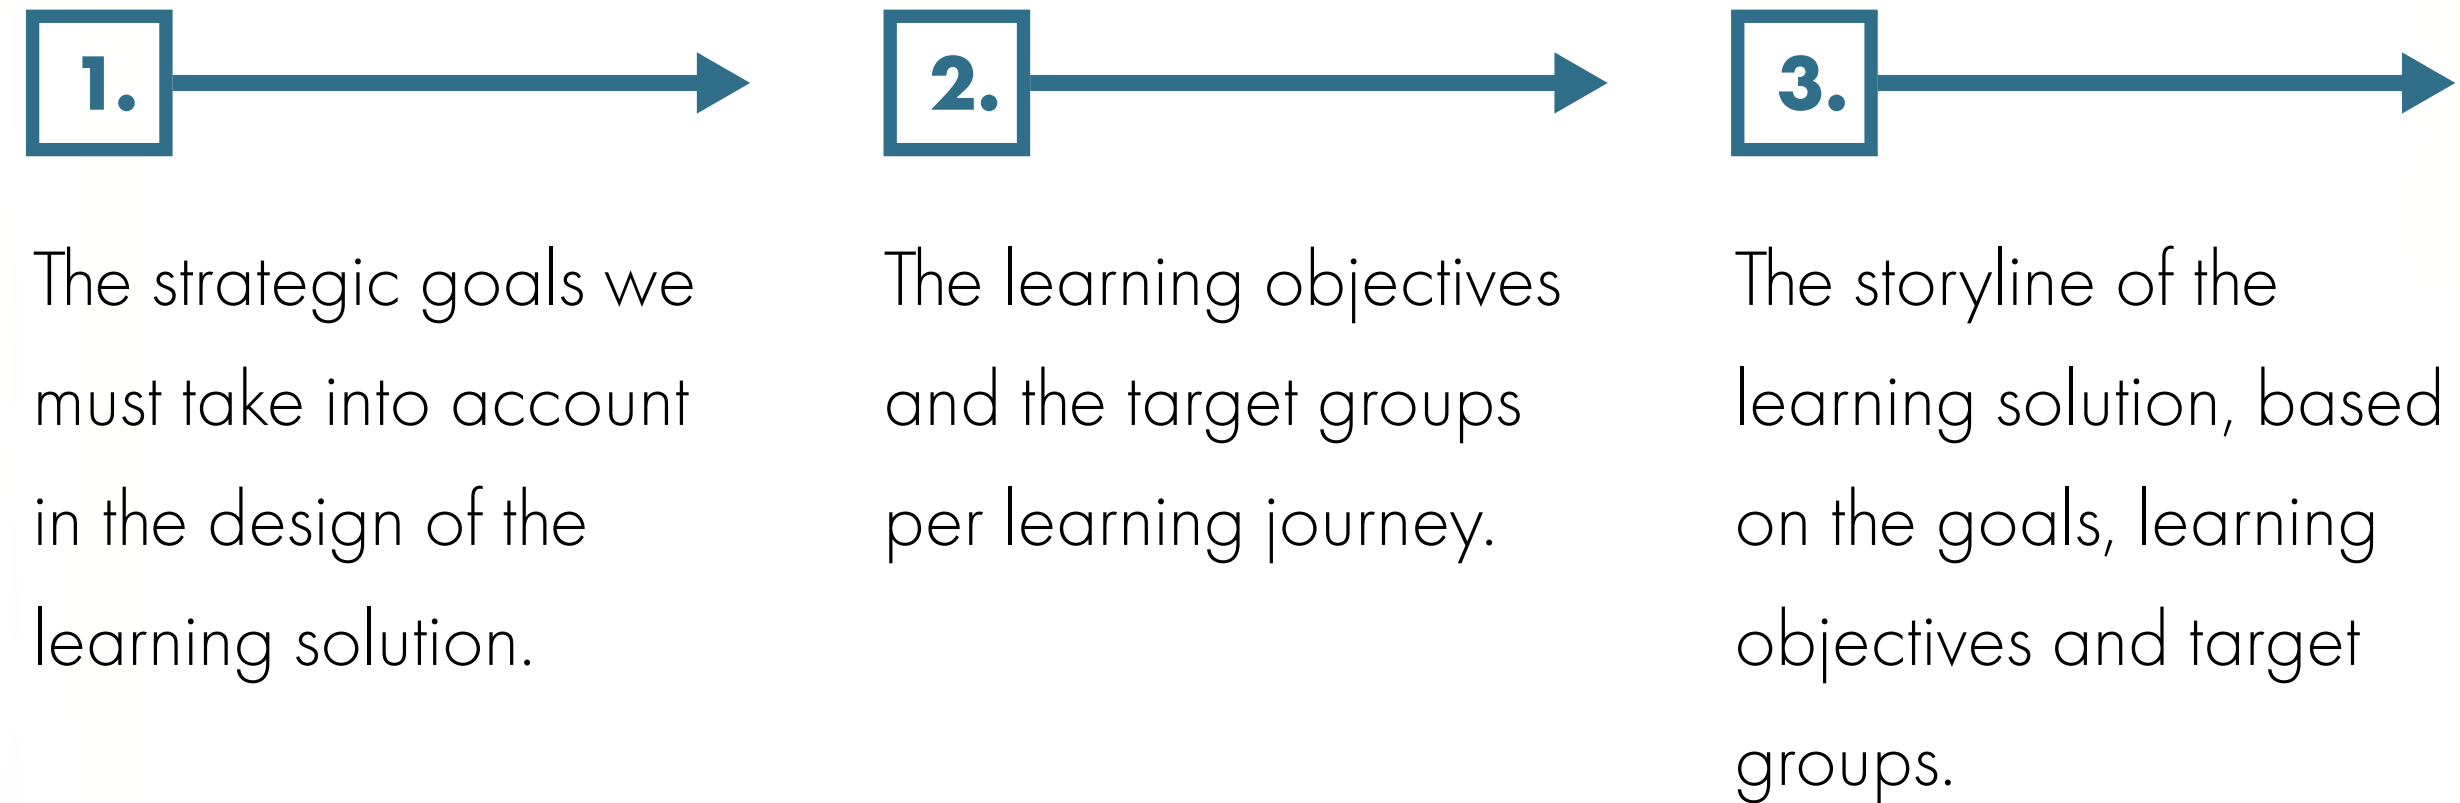 1.
The strategic goals we
must take into account
in the design of the
learning solution.
2.
The learning objectives
and the target groups
per learning journey.
3.
The storyline of the
learning solution, based
on the goals, learning
objectives and target
groups.